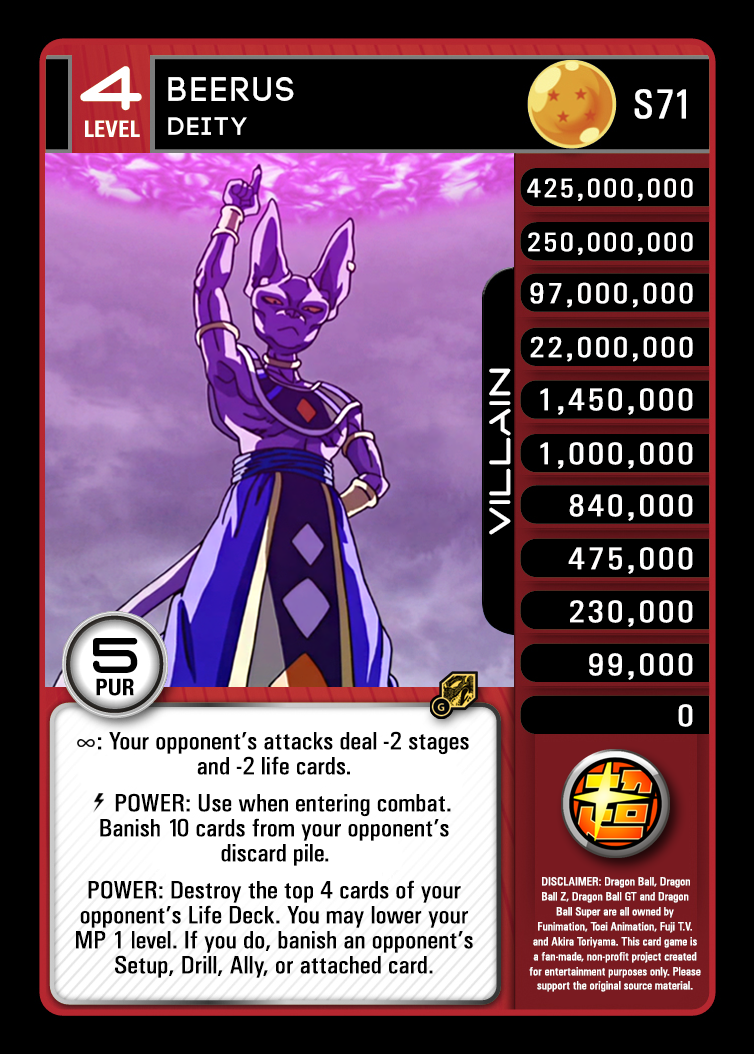 4
LEVEL
BEERUS
DEITY
S71
425,000,000
250,000,000
97,000,000
22,000,000
1,450,000
1,000,000
840,000
475,000
230,000
99,000
0
VILLAIN
5
PUR
G
∞: Your opponent's attacks deal -2 stages
and -2 life cards.
POWER: Use when entering combat.
Banish 10 cards from your opponent's
discard pile.
POWER: Destroy the top 4 cards of your
opponent's Life Deck. You may lower your
MP 1 level. If you do, banish an opponent's
Setup, Drill, Ally, or attached card.
超
DISCLAIMER: Dragon Ball, Dragon
Ball Z, Dragon Ball GT and Dragon
Ball Super are all owned by
Funimation, Toei Animation, Fuji T.V.
and Akira Toriyama. This card game is
a fan-made, non-profit project created
for entertainment purposes only. Please
support the original source material.